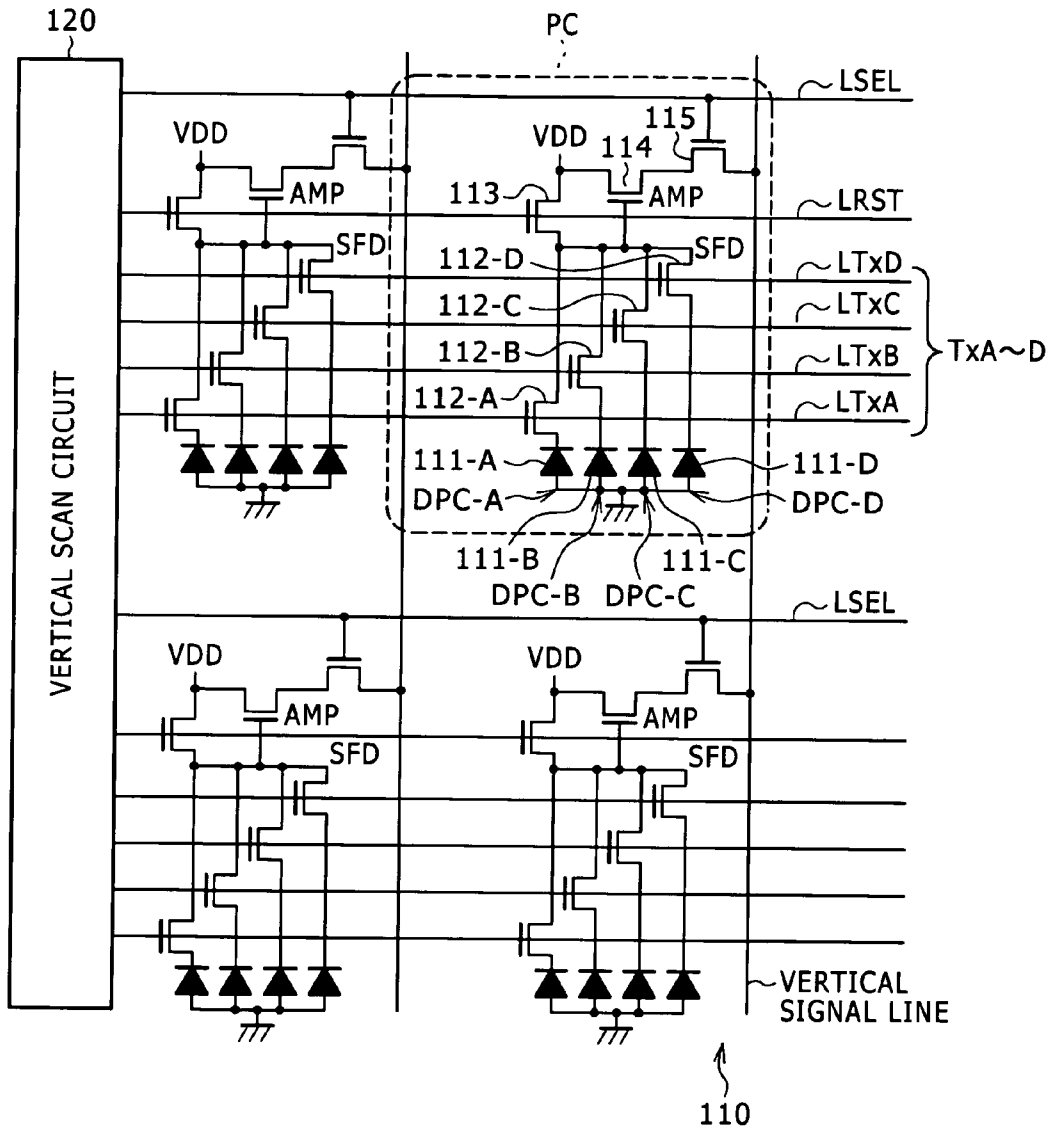 120
PC
LSEL
VDD
VDD
115
114
AMP
113
AMP
LRST
SFD
112-D
SFD
LTxD
112-C
LTxC
TxA~D
112-B
LTxB
112-A
LTxA
111-A
111-D
DPC-A
DPC-D
111-B
111-C
DPC-B
DPC-C
VERTICAL SCAN CIRCUIT
LSEL
VDD
VDD
AMP
AMP
SFD
SFD
VERTICAL
SIGNAL LINE
110